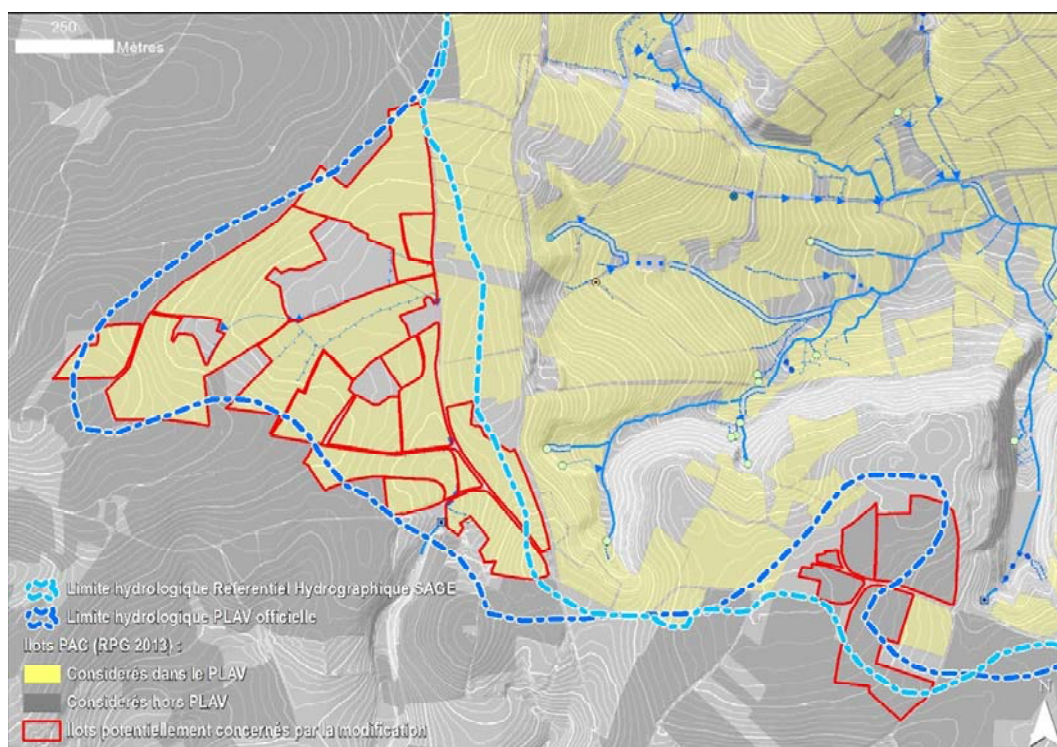 250
Mètres
Limite hydrologique Référentiel Hydrographique SAGE
Limite hydrologique PLAV officielle
Ilots PAC (RPG 2013) :
Considérés dans le PLAV
Considérés hors PLAV
Ilots potentiellement concernés par la modification
N